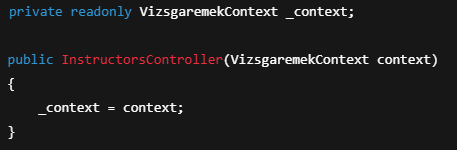 private readonly VizsgaremekContext _context;
public InstructorsController(VizsgaremekContext context)
{
_context = context;
}